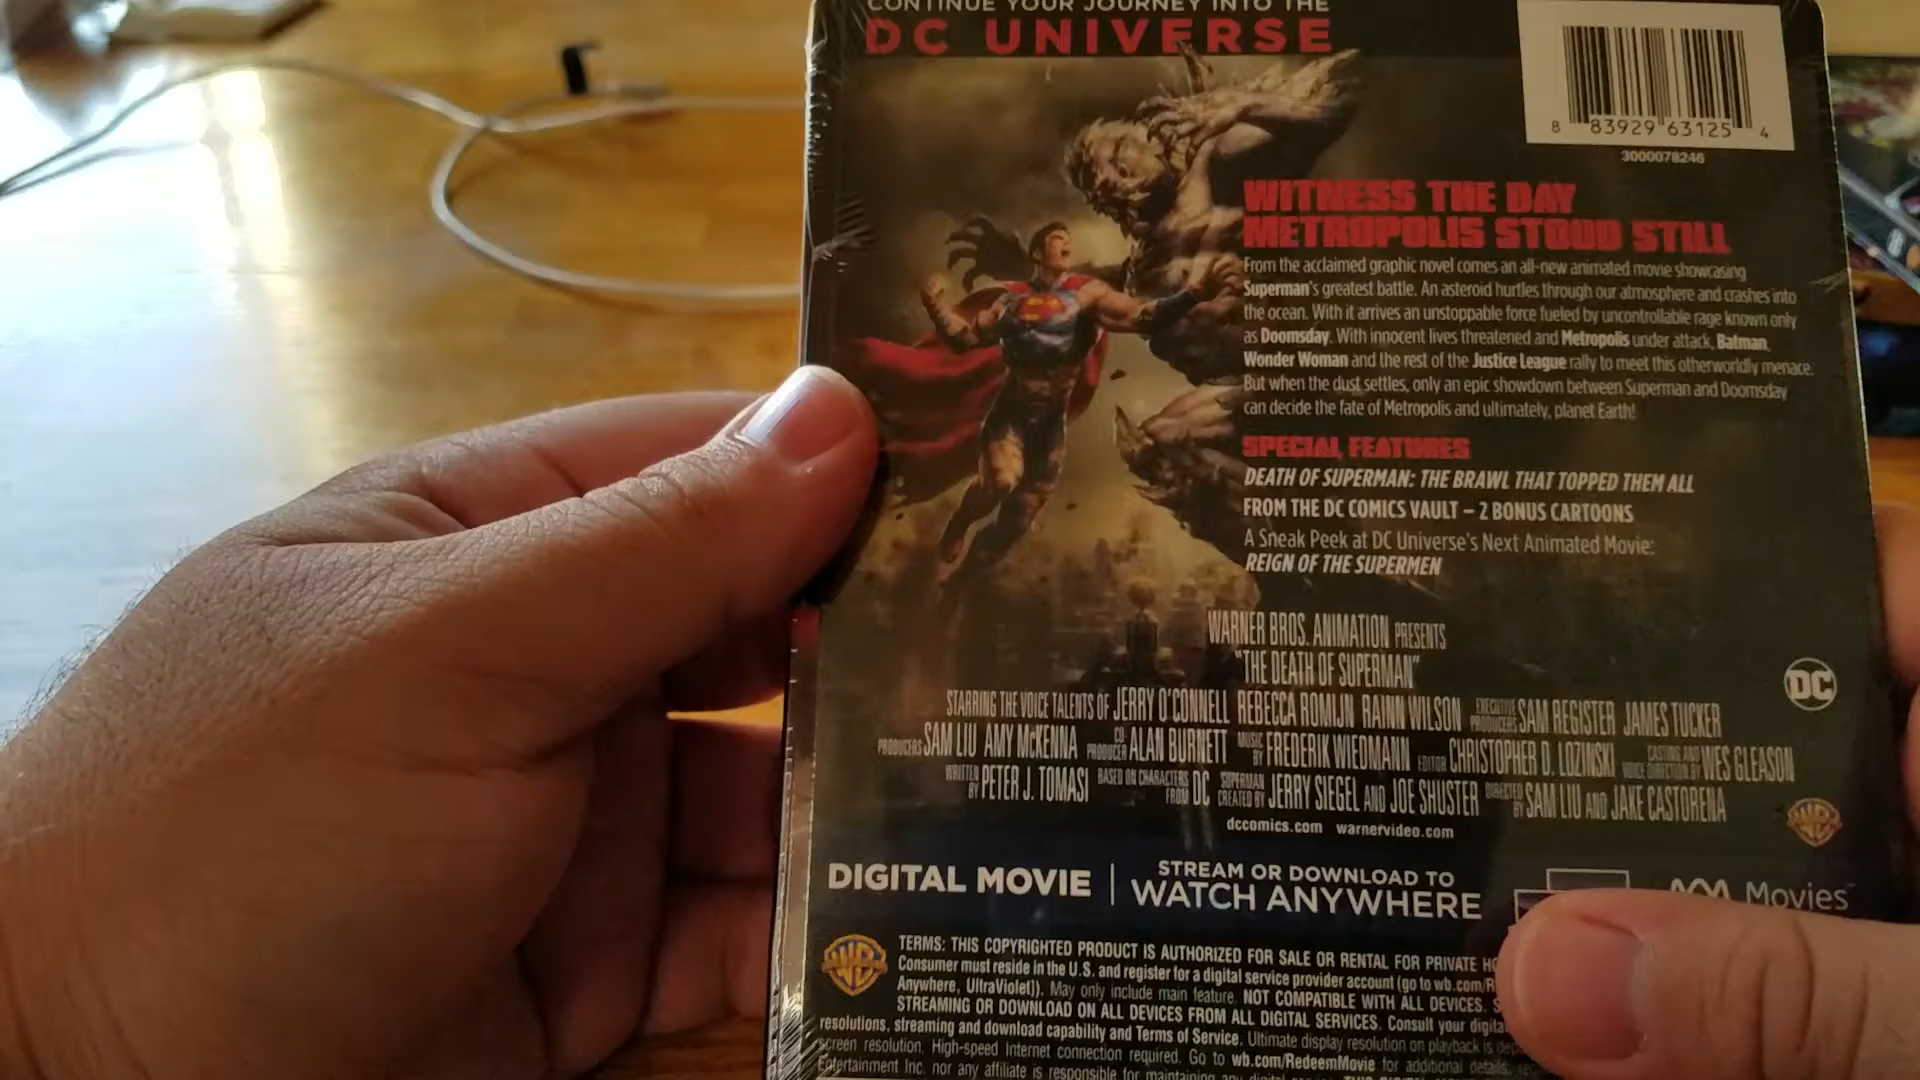 CONTINUE YOUR JOURNEY INTO THE
DC UNIVERSE
8 83929 63125 4
3000078246
WITNESS THE DAY
METROPOLIS STOOD STILL
From the acclaimed graphic novel comes an all-new animated movie showcasing
Superman's greatest battle. An asteroid hurtles through our atmosphere and crashes into
the ocean. With it arrives an unstoppable force fueled by uncontrollable rage known only
as Doomsday. With innocent lives threatened and Metropolis under attack, Batman,
Wonder Woman and the rest of the Justice League rally to meet this otherworldly menace.
But when the dust settles, only an epic showdown between Superman and Doomsday
can decide the fate of Metropolis and ultimately, planet Earth!
SPECIAL FEATURES
DEATH OF SUPERMAN: THE BRAWL THAT TOPPED THEM ALL
FROM THE DC COMICS VAULT – 2 BONUS CARTOONS
A Sneak Peek at DC Universe's Next Animated Movie:
REIGN OF THE SUPERMEN
WARNER BROS. ANIMATION PRESENTS
"THE DEATH OF SUPERMAN"
DC
STARRING THE VOICE TALENTS OF JERRY O'CONNELL REBECCA ROMIJN RAINN WILSON EXECUTIVE PRODUCERS SAM REGISTER JAMES TUCKER
PRODUCERS SAM LIU AMY McKENNA CO-PRODUCER ALAN BURNETT MUSIC BY FREDERIK WIEDMANN EDITOR CHRISTOPHER D. LOZINSKI CASTING AND VOICE DIRECTION BY WES GLEASON
WRITTEN BY PETER J. TOMASI BASED ON CHARACTERS FROM DC SUPERMAN CREATED BY JERRY SIEGEL AND JOE SHUSTER DIRECTED BY SAM LIU AND JAKE CASTORENA
dccomics.com warnervideo.com
WB
DIGITAL MOVIE
STREAM OR DOWNLOAD TO
WATCH ANYWHERE
Movies
WB
TERMS: THIS COPYRIGHTED PRODUCT IS AUTHORIZED FOR SALE OR RENTAL FOR PRIVATE
Consumer must reside in the U.S. and register for a digital service provider account (go to wb.com/
Anywhere, UltraViolet]). May only include main feature. NOT COMPATIBLE WITH ALL DEVICES.
STREAMING OR DOWNLOAD ON ALL DEVICES FROM ALL DIGITAL SERVICES. Consult your
resolutions, streaming and download capability and Terms of Service. Ultimate display resolution on playback is
screen resolution. High-speed Internet connection required. Go to wb.com/RedeemMovie for additional details.
Entertainment Inc. nor any affiliate is responsible for maintaining any